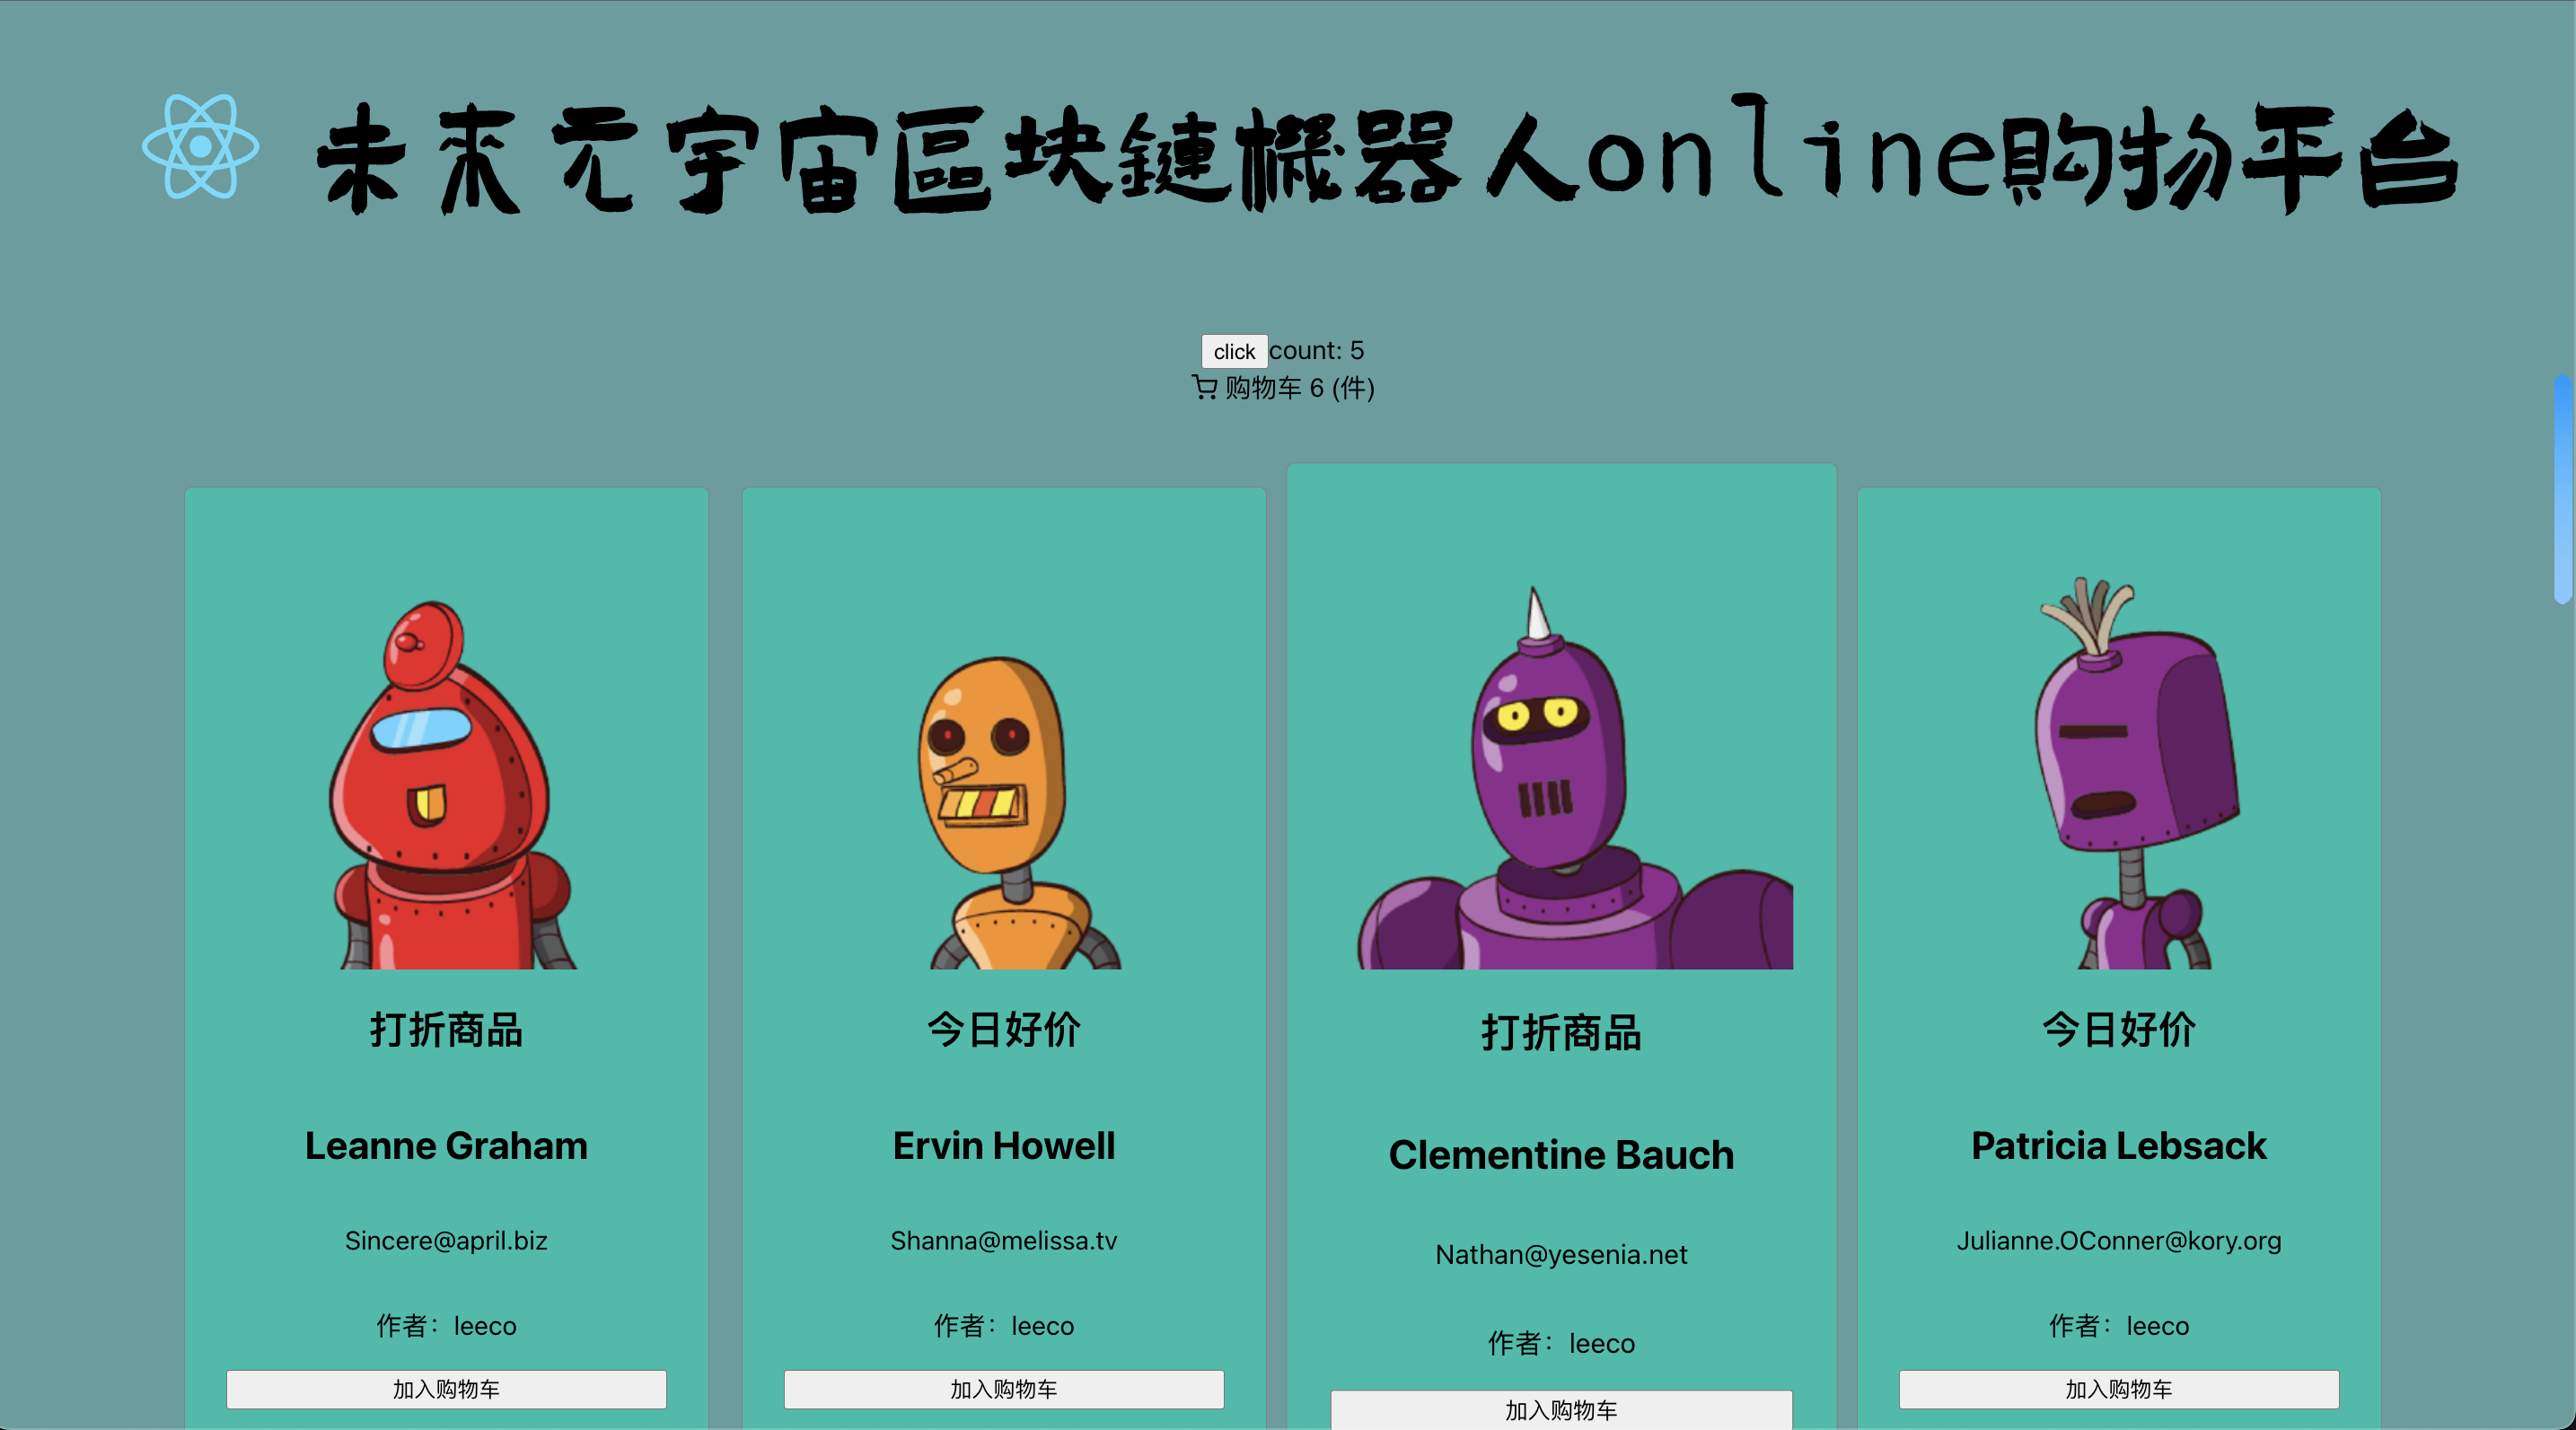 未來元宇宙區块鏈機器人online購物平台
click count: 5
购物车 6 (件)
打折商品
Leanne Graham
Sincere@april.biz
作者：leeco
加入购物车
今日好价
Ervin Howell
Shanna@melissa.tv
作者：leeco
加入购物车
打折商品
Clementine Bauch
Nathan@yesenia.net
作者：leeco
加入购物车
今日好价
Patricia Lebsack
Julianne.OConner@kory.org
作者：leeco
加入购物车